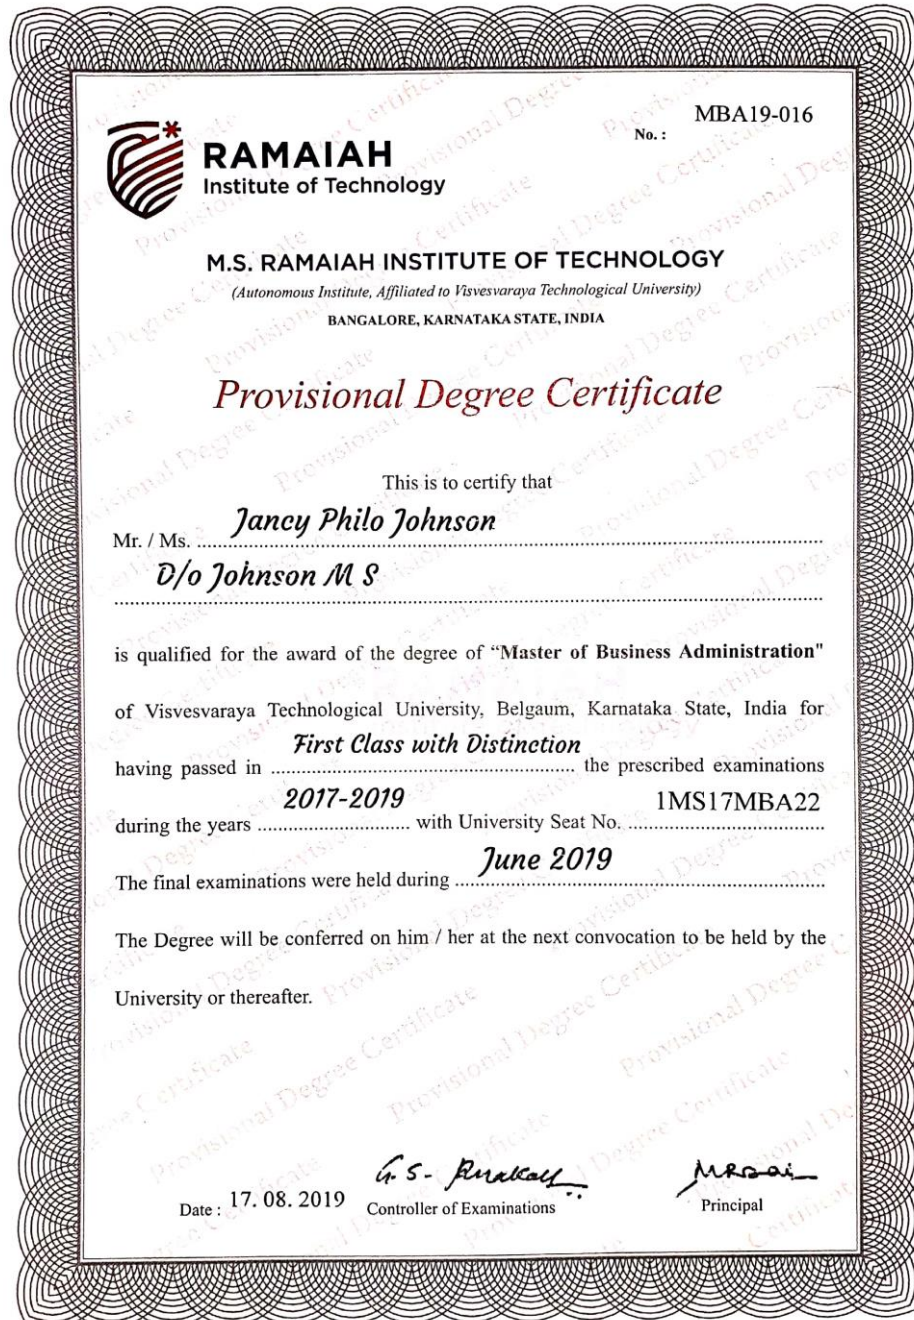 MBA19-016
No. :
RAMAIAH
Institute of Technology
M.S. RAMAIAH INSTITUTE OF TECHNOLOGY
(Autonomous Institute, Affiliated to Visvesvaraya Technological University)
BANGALORE, KARNATAKA STATE, INDIA
Provisional Degree Certificate
This is to certify that
Mr. / Ms. Jancy Philo Johnson
D/o Johnson M S
is qualified for the award of the degree of “Master of Business Administration"
of Visvesvaraya Technological University, Belgaum, Karnataka State, India for
having passed in First Class with Distinction the prescribed examinations
during the years 2017-2019 with University Seat No. 1MS17MBA22
The final examinations were held during June 2019
The Degree will be conferred on him / her at the next convocation to be held by the
University or thereafter.
Date : 17. 08. 2019 Controller of Examinations Principal